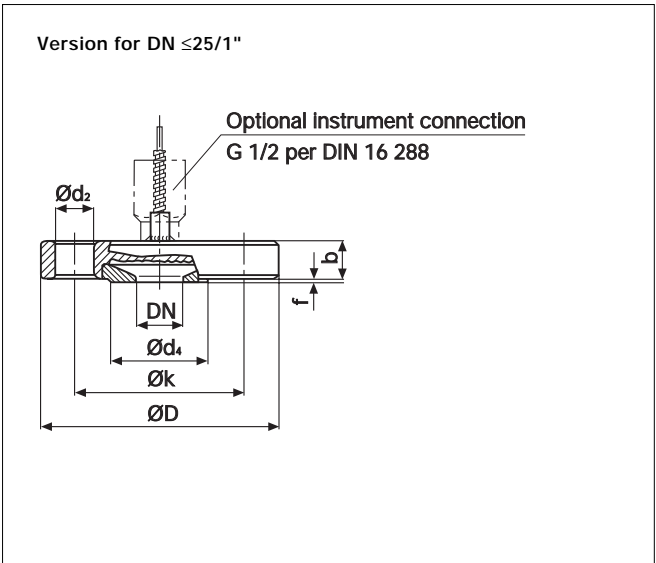 Version for DN ≤25/1"
Optional instrument connection
G 1/2 per DIN 16 288
Ød₂
b
f
DN
Ød₄
Øk
ØD